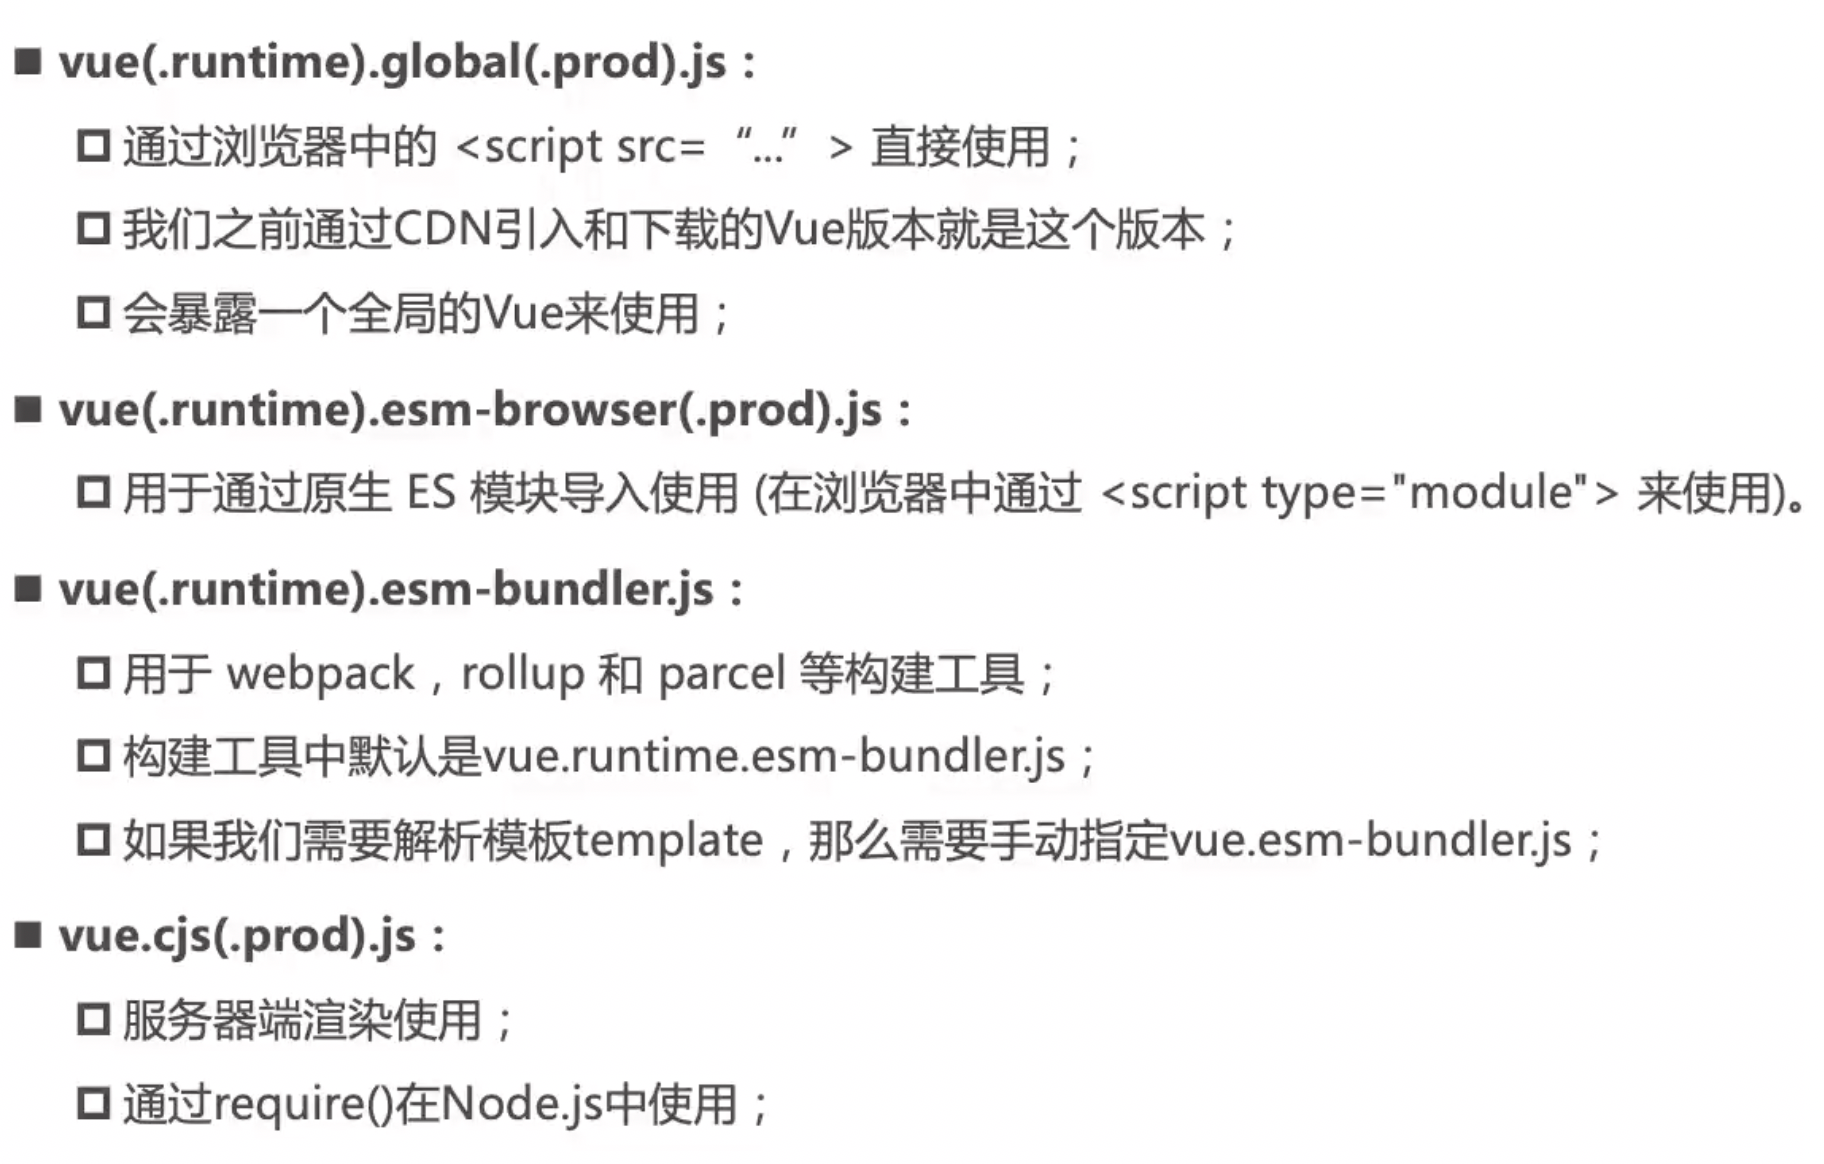 vue(.runtime).global(.prod).js：
通过浏览器中的 <script src=“...”> 直接使用；
我们之前通过CDN引入和下载的Vue版本就是这个版本；
会暴露一个全局的Vue来使用；
vue(.runtime).esm-browser(.prod).js：
用于通过原生 ES 模块导入使用 (在浏览器中通过 <script type="module"> 来使用)。
vue(.runtime).esm-bundler.js：
用于 webpack，rollup 和 parcel 等构建工具；
构建工具中默认是vue.runtime.esm-bundler.js；
如果我们需要解析模板template，那么需要手动指定vue.esm-bundler.js；
vue.cjs(.prod).js：
服务器端渲染使用；
通过require()在Node.js中使用；